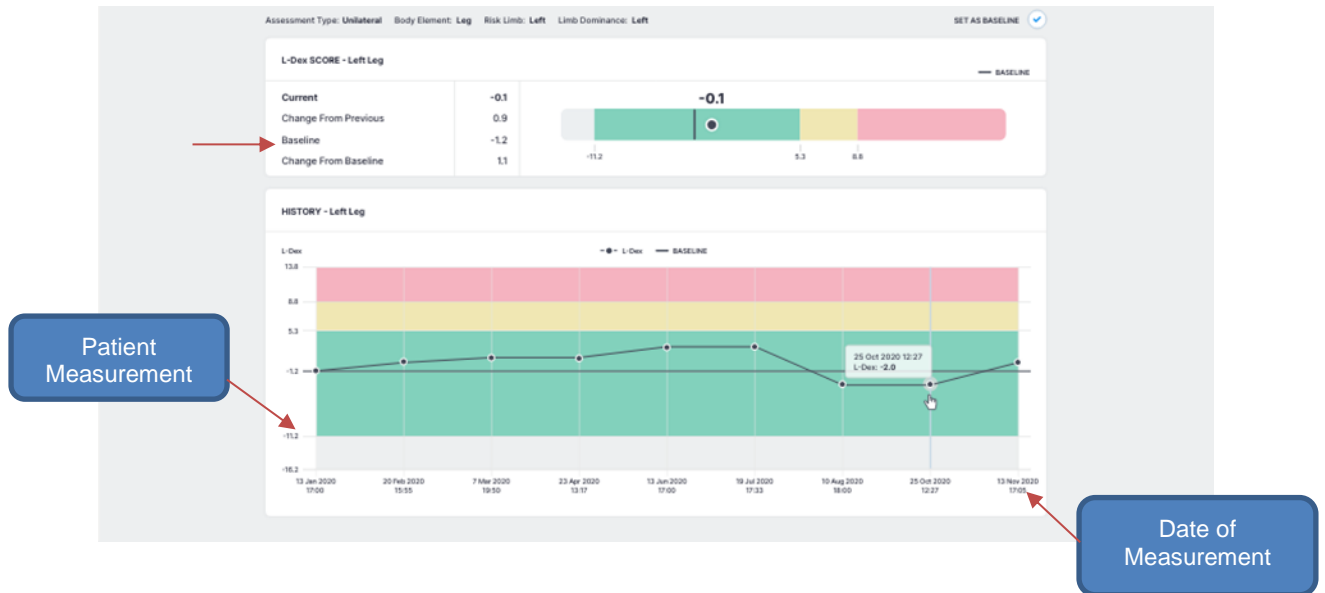 Assessment Type: Unilateral Body Element: Leg Risk Limb: Left Limb Dominance: Left SET AS BASELINE
L-Dex SCORE - Left Leg
BASELINE
Current -0.1
Change From Previous 0.9
Baseline -1.2
Change From Baseline 1.1
-0.1
-11.2 5.3 8.8
HISTORY - Left Leg
L-Dex
L-Dex BASELINE
13.8
8.8
5.3
-1.2
-11.2
-16.2
25 Oct 2020 12:27
L-Dex: -2.0
13 Jan 2020 20 Feb 2020 7 Mar 2020 23 Apr 2020 13 Jun 2020 19 Jul 2020 10 Aug 2020 25 Oct 2020 13 Nov 2020
17:00 15:55 19:50 13:17 17:00 17:33 18:00 12:27 17:05
Patient
Measurement
Date of
Measurement